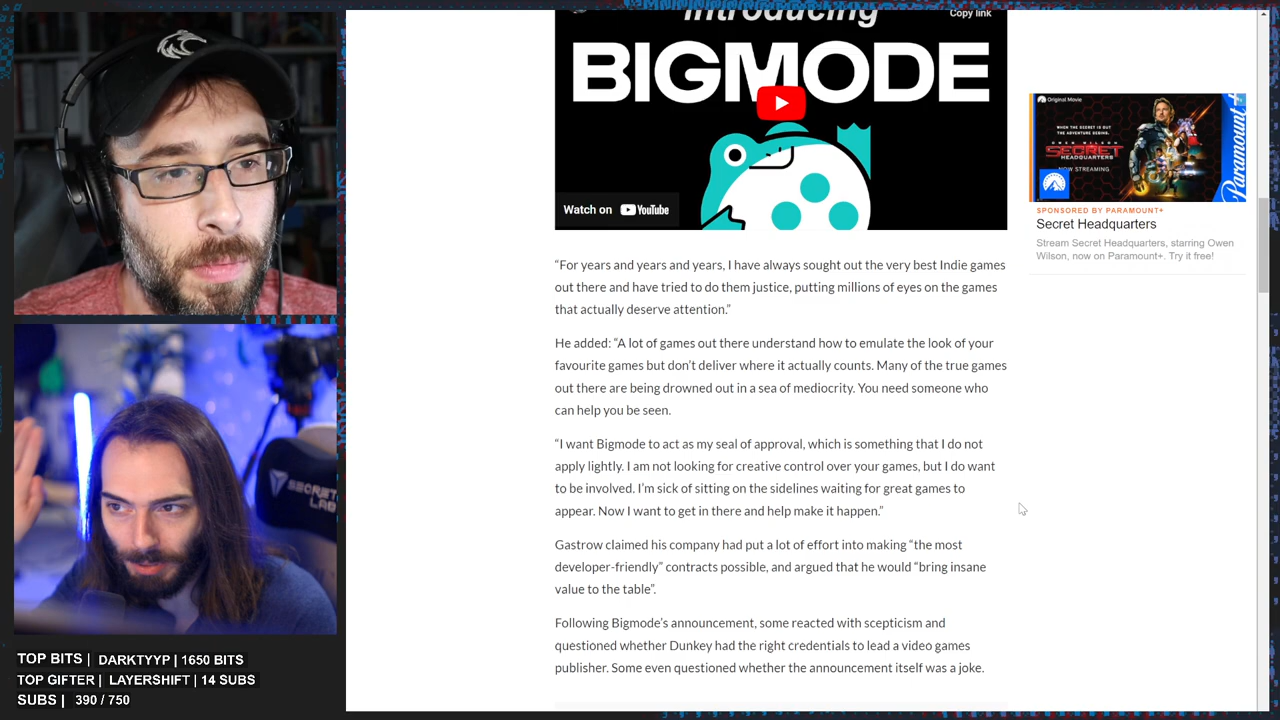 Introducing
Copy link
BIGMODE
Watch on YouTube
“For years and years and years, I have always sought out the very best Indie games
out there and have tried to do them justice, putting millions of eyes on the games
that actually deserve attention.”
He added: “A lot of games out there understand how to emulate the look of your
favourite games but don’t deliver where it actually counts. Many of the true games
out there are being drowned out in a sea of mediocrity. You need someone who
can help you be seen.
“I want Bigmode to act as my seal of approval, which is something that I do not
apply lightly. I am not looking for creative control over your games, but I do want
to be involved. I’m sick of sitting on the sidelines waiting for great games to
appear. Now I want to get in there and help make it happen.”
Gastrow claimed his company had put a lot of effort into making “the most
developer-friendly” contracts possible, and argued that he would “bring insane
value to the table”.
Following Bigmode’s announcement, some reacted with scepticism and
questioned whether Dunkey had the right credentials to lead a video games
publisher. Some even questioned whether the announcement itself was a joke.
Original Movie
WHEN THE SECRET IS OUT
THE ADVENTURE BEGINS.
OWEN WILSON
SECRET
HEADQUARTERS
NOW STREAMING
Paramount+
SPONSORED BY PARAMOUNT+
Secret Headquarters
Stream Secret Headquarters, starring Owen
Wilson, now on Paramount+. Try it free!
SECRET
LAB
TOP BITS | DARKTYYP | 1650 BITS
TOP GIFTER | LAYERSHIFT | 14 SUBS
SUBS | 390 / 750